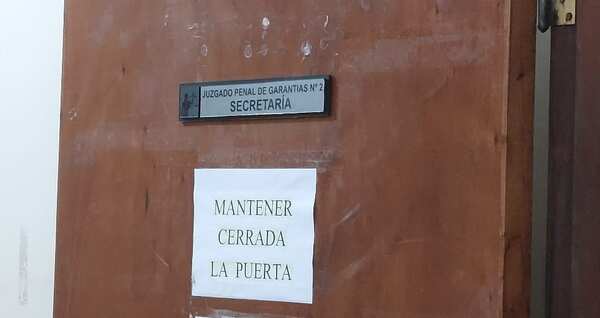 JUZGADO PENAL DE GARANTIAS Nº 2
SECRETARÍA
MANTENER
CERRADA
LA PUERTA